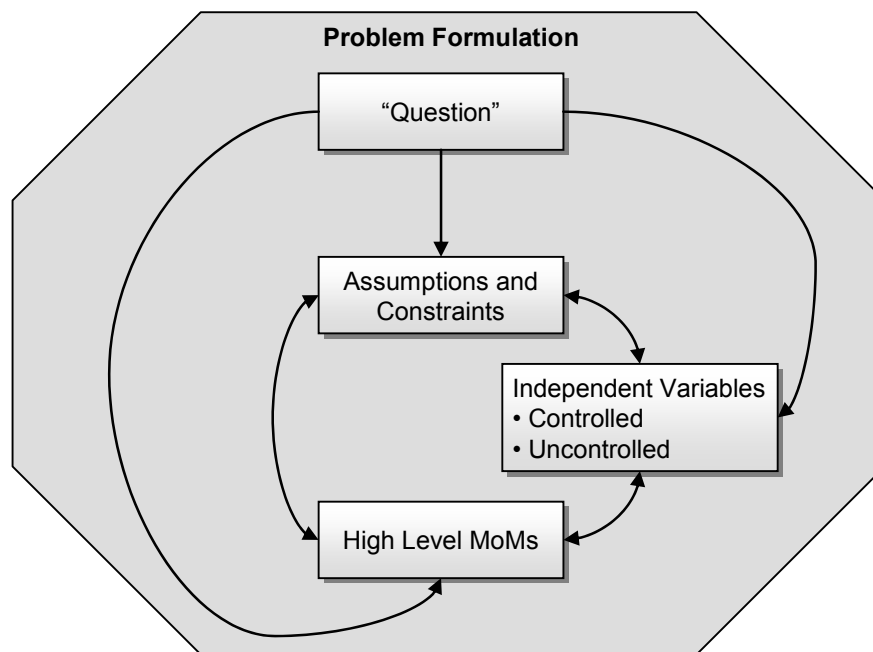 Problem Formulation
“Question”
Assumptions and
Constraints
Independent Variables
• Controlled
• Uncontrolled
High Level MoMs